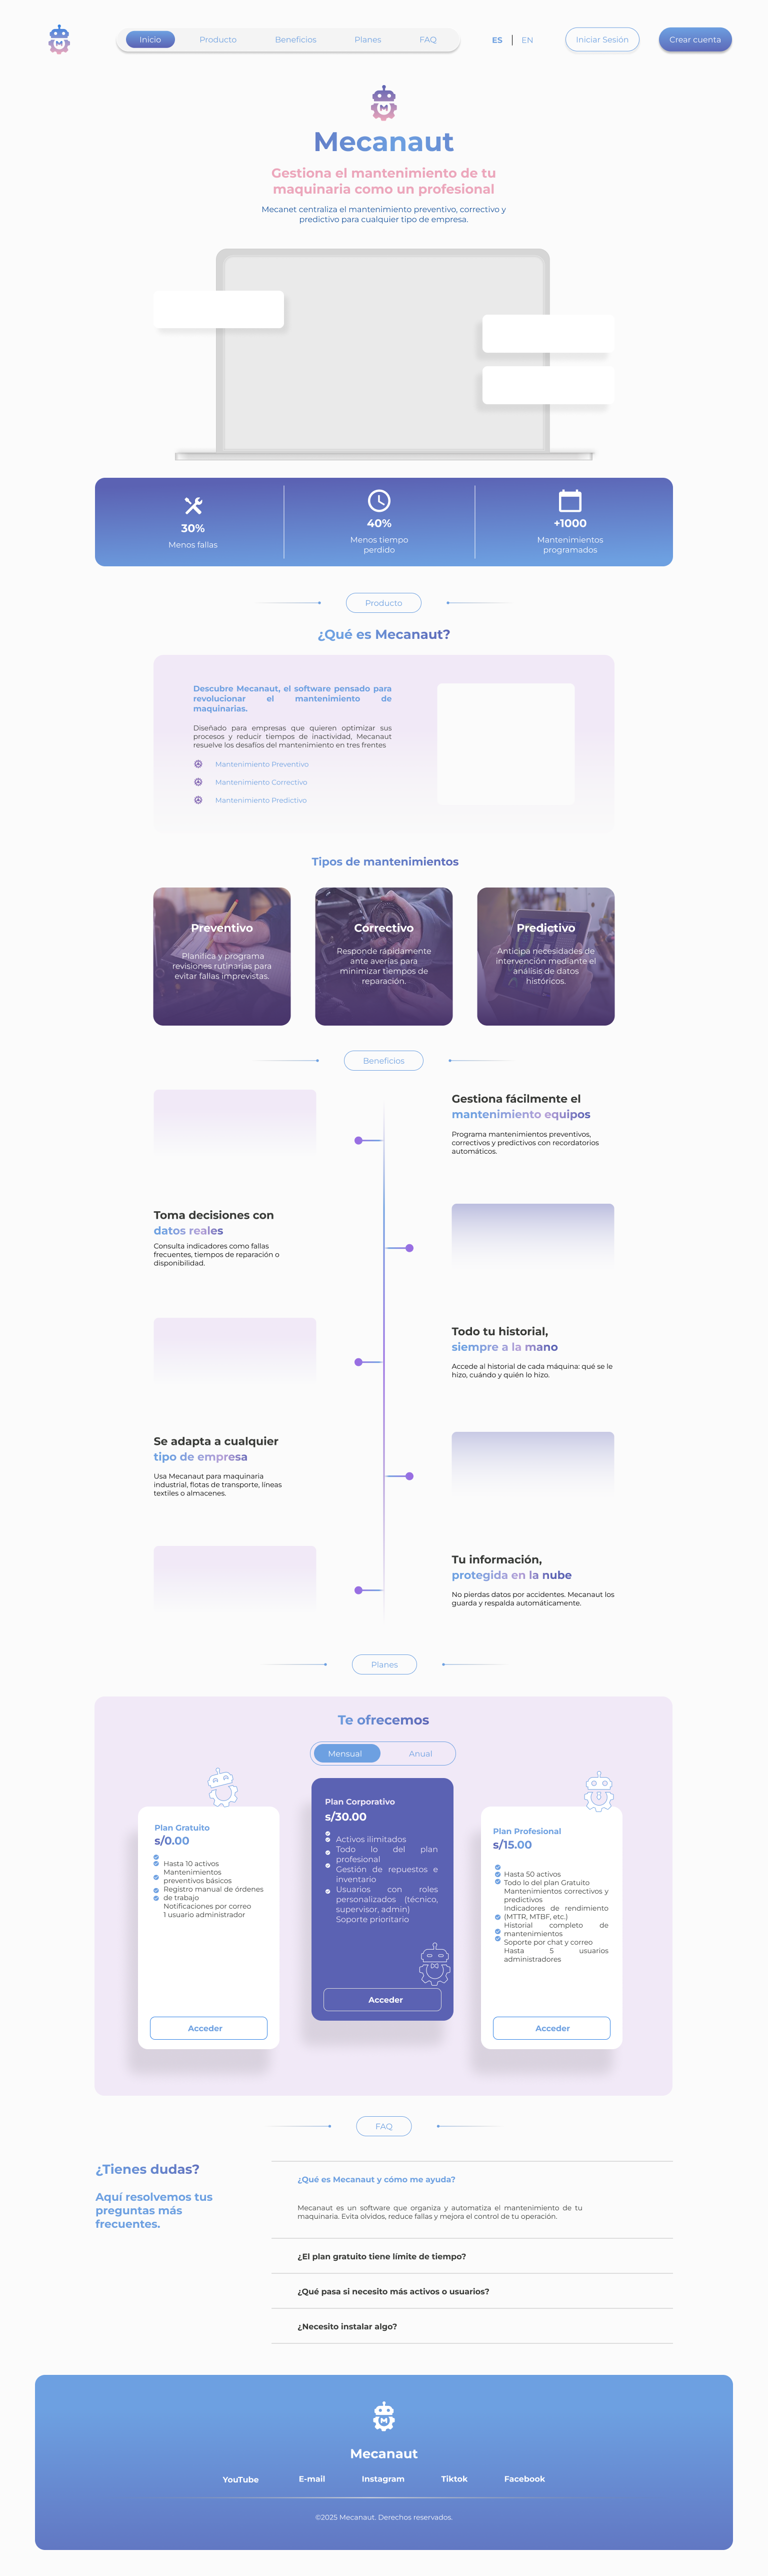 Inicio
Producto
Beneficios
Planes
FAQ
ES
EN
Iniciar Sesión
Crear cuenta
M
Mecanaut
Gestiona el mantenimiento de tu
maquinaria como un profesional
Mecanet centraliza el mantenimiento preventivo, correctivo y
predictivo para cualquier tipo de empresa.
30%
Menos fallas
40%
Menos tiempo
perdido
+1000
Mantenimientos
programados
Producto
¿Qué es Mecanaut?
Descubre Mecanaut, el software pensado para
revolucionar el mantenimiento de
maquinarias.
Diseñado para empresas que quieren optimizar sus
procesos y reducir tiempos de inactividad, Mecanaut
resuelve los desafíos del mantenimiento en tres frentes
Mantenimiento Preventivo
Mantenimiento Correctivo
Mantenimiento Predictivo
Tipos de mantenimientos
Preventivo
Planifica y programa
revisiones rutinarias para
evitar fallas imprevistas.
Correctivo
Responde rápidamente
ante averías para
minimizar tiempos de
reparación.
Predictivo
Anticipa necesidades de
intervención mediante el
análisis de datos
históricos.
Beneficios
Gestiona fácilmente el
mantenimiento equipos
Programa mantenimientos preventivos,
correctivos y predictivos con recordatorios
automáticos.
Toma decisiones con
datos reales
Consulta indicadores como fallas
frecuentes, tiempos de reparación o
disponibilidad.
Todo tu historial,
siempre a la mano
Accede al historial de cada máquina: qué se le
hizo, cuándo y quién lo hizo.
Se adapta a cualquier
tipo de empresa
Usa Mecanaut para maquinaria
industrial, flotas de transporte, líneas
textiles o almacenes.
Tu información,
protegida en la nube
No pierdas datos por accidentes. Mecanaut los
guarda y respalda automáticamente.
Planes
Te ofrecemos
Mensual
Anual
Plan Gratuito
s/0.00
Hasta 10 activos
Mantenimientos
preventivos básicos
Registro manual de órdenes
de trabajo
Notificaciones por correo
1 usuario administrador
Acceder
Plan Corporativo
s/30.00
Activos ilimitados
Todo lo del plan
profesional
Gestión de repuestos e
inventario
Usuarios con roles
personalizados (técnico,
supervisor, admin)
Soporte prioritario
Acceder
Plan Profesional
s/15.00
Hasta 50 activos
Todo lo del plan Gratuito
Mantenimientos correctivos y
predictivos
Indicadores de rendimiento
(MTTR, MTBF, etc.)
Historial completo de
mantenimientos
Soporte por chat y correo
Hasta 5 usuarios
administradores
Acceder
FAQ
¿Tienes dudas?
Aquí resolvemos tus
preguntas más
frecuentes.
¿Qué es Mecanaut y cómo me ayuda?
Mecanaut es un software que organiza y automatiza el mantenimiento de tu
maquinaria. Evita olvidos, reduce fallas y mejora el control de tu operación.
¿El plan gratuito tiene límite de tiempo?
¿Qué pasa si necesito más activos o usuarios?
¿Necesito instalar algo?
M
Mecanaut
YouTube
E-mail
Instagram
Tiktok
Facebook
©2025 Mecanaut. Derechos reservados.